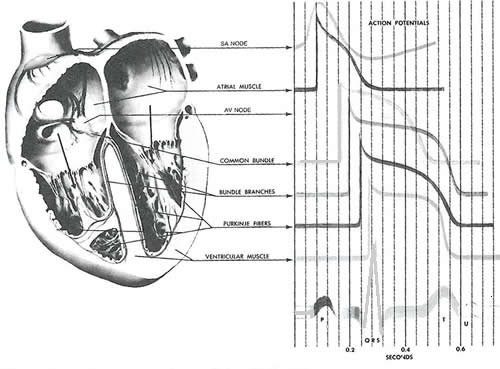 ACTION POTENTIALS
SA NODE
ATRIAL MUSCLE
AV NODE
COMMON BUNDLE
BUNDLE BRANCHES
PURKINJE FIBERS
VENTRICULAR MUSCLE
P
T
U
QRS
0.2
0.4
0.6
SECONDS